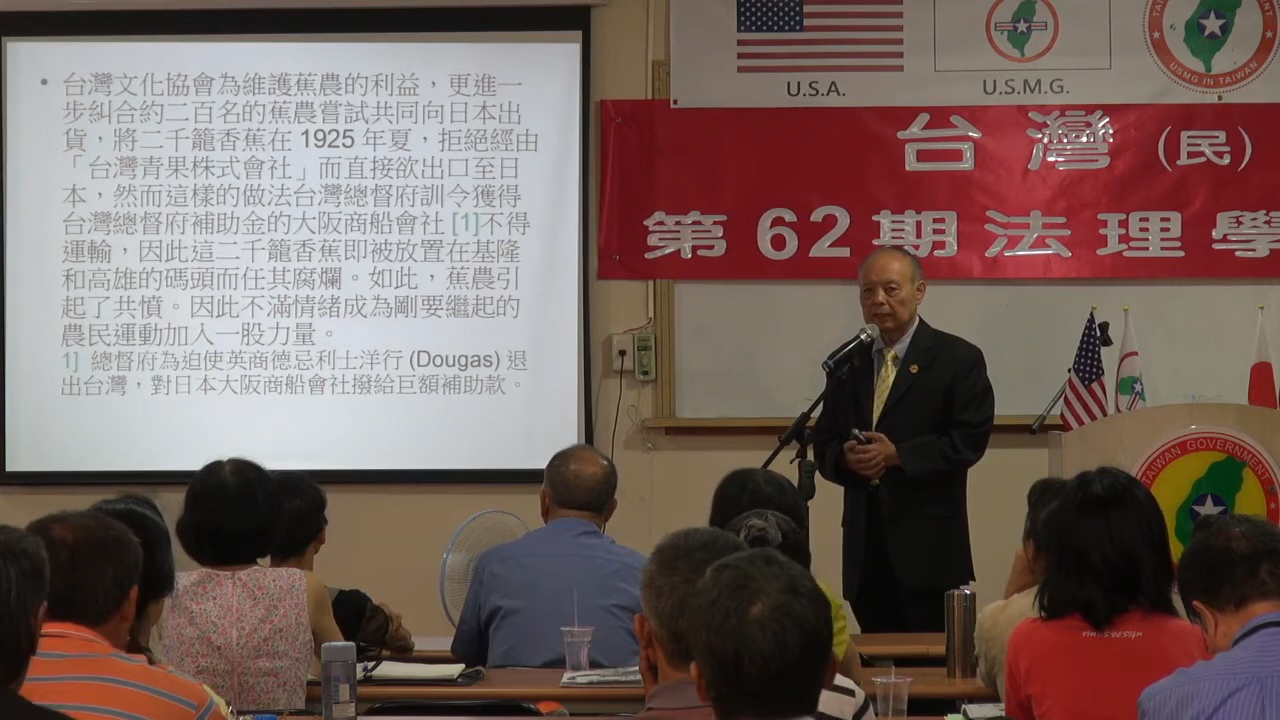 • 台灣文化協會為維護蕉農的利益，更進一
步糾合約二百名的蕉農嘗試共同向日本出
貨，將二千籠香蕉在 1925 年夏，拒絕經由
「台灣青果株式會社」而直接欲出口至日
本，然而這樣的做法台灣總督府訓令獲得
台灣總督府補助金的大阪商船會社 [1]不得
運輸，因此這二千籠香蕉即被放置在基隆
和高雄的碼頭而任其腐爛。如此，蕉農引
起了共憤。因此不滿情緒成為剛要繼起的
農民運動加入一股力量。
1] 總督府為迫使英商德忌利士洋行 (Dougas) 退
出台灣，對日本大阪商船會社撥給巨額補助款。
U.S.A.
U.S.M.G.
USMG IN TAIWAN
台灣(民)
第62期法理學
TAIWAN GOVERNMENT